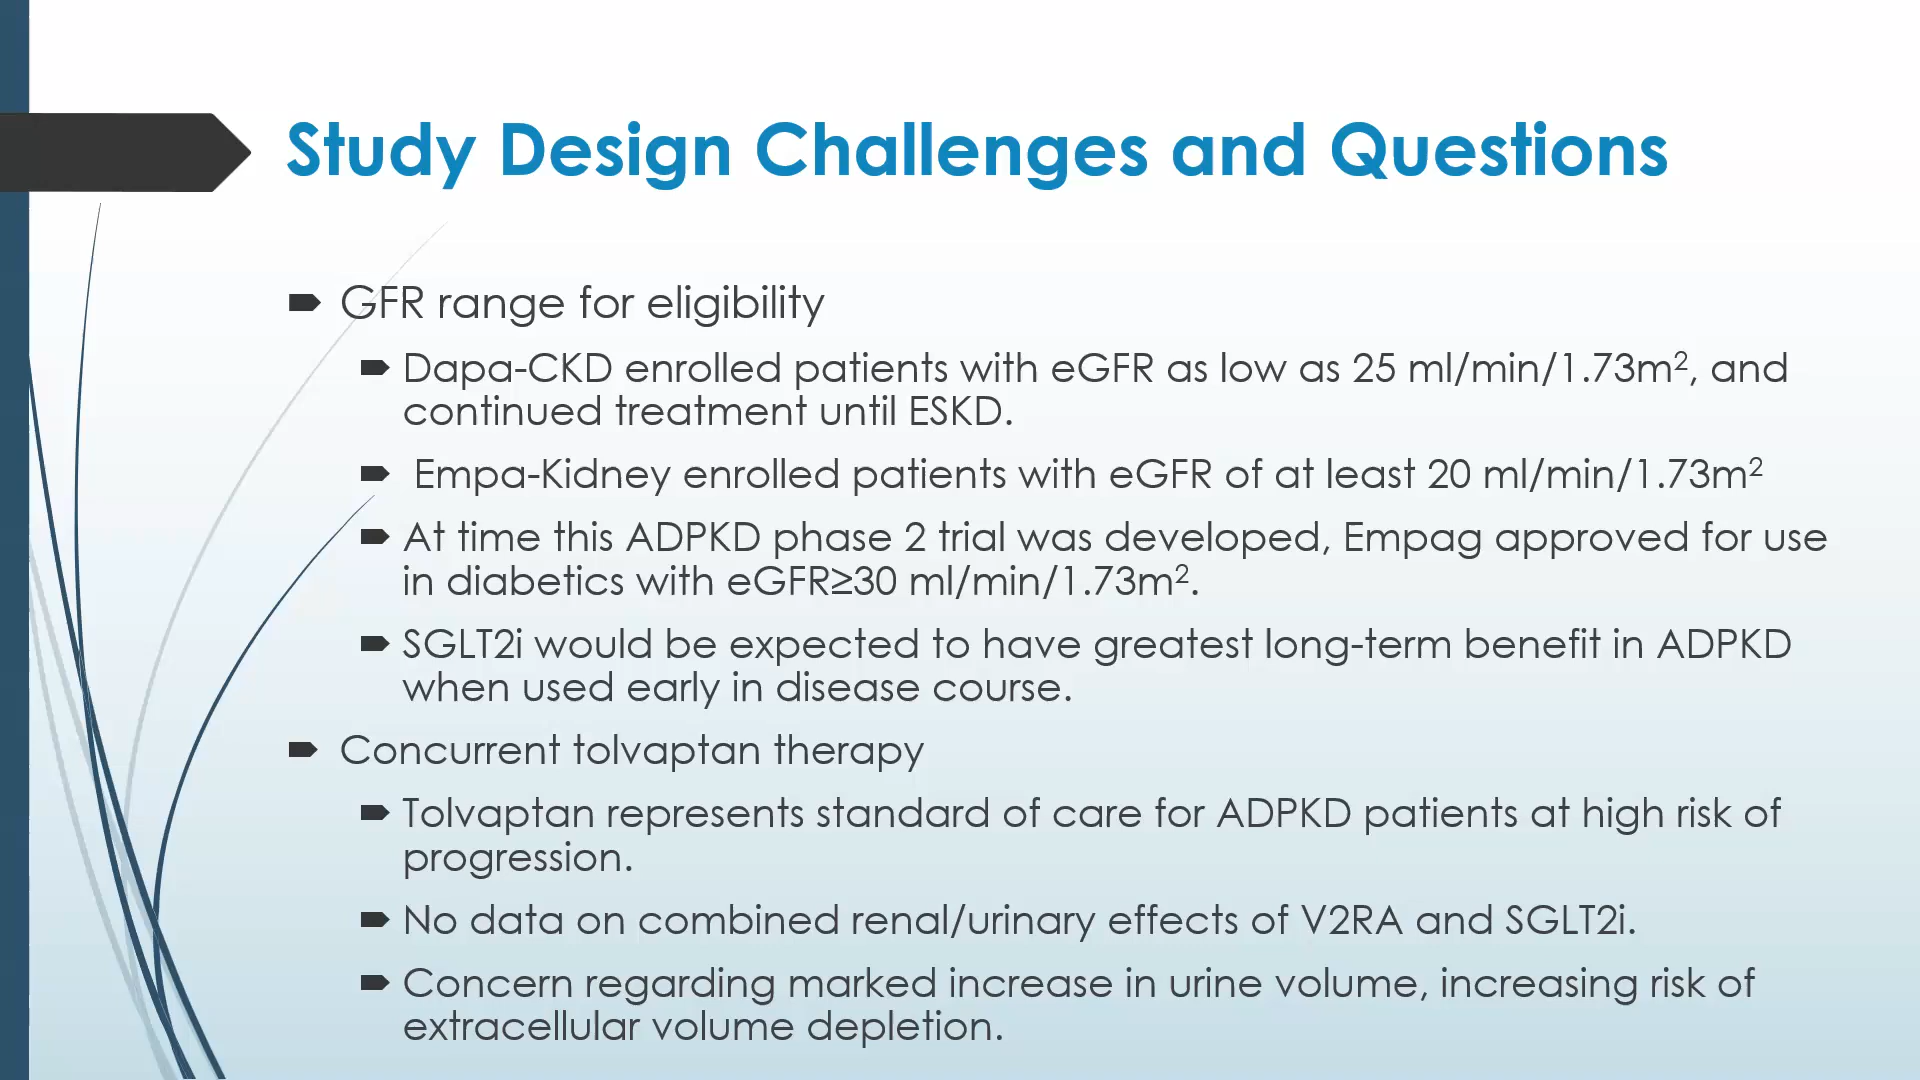 Study Design Challenges and Questions
GFR range for eligibility
Dapa-CKD enrolled patients with eGFR as low as 25 ml/min/1.73m², and
continued treatment until ESKD.
Empa-Kidney enrolled patients with eGFR of at least 20 ml/min/1.73m²
At time this ADPKD phase 2 trial was developed, Empag approved for use
in diabetics with eGFR≥30 ml/min/1.73m².
SGLT2i would be expected to have greatest long-term benefit in ADPKD
when used early in disease course.
Concurrent tolvaptan therapy
Tolvaptan represents standard of care for ADPKD patients at high risk of
progression.
No data on combined renal/urinary effects of V2RA and SGLT2i.
Concern regarding marked increase in urine volume, increasing risk of
extracellular volume depletion.